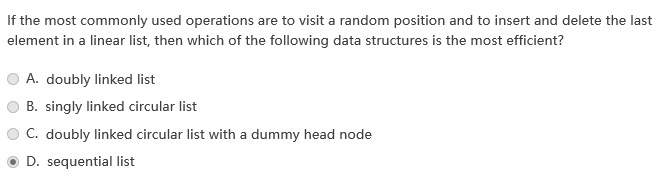 If the most commonly used operations are to visit a random position and to insert and delete the last
element in a linear list, then which of the following data structures is the most efficient?
A. doubly linked list
B. singly linked circular list
C. doubly linked circular list with a dummy head node
D. sequential list